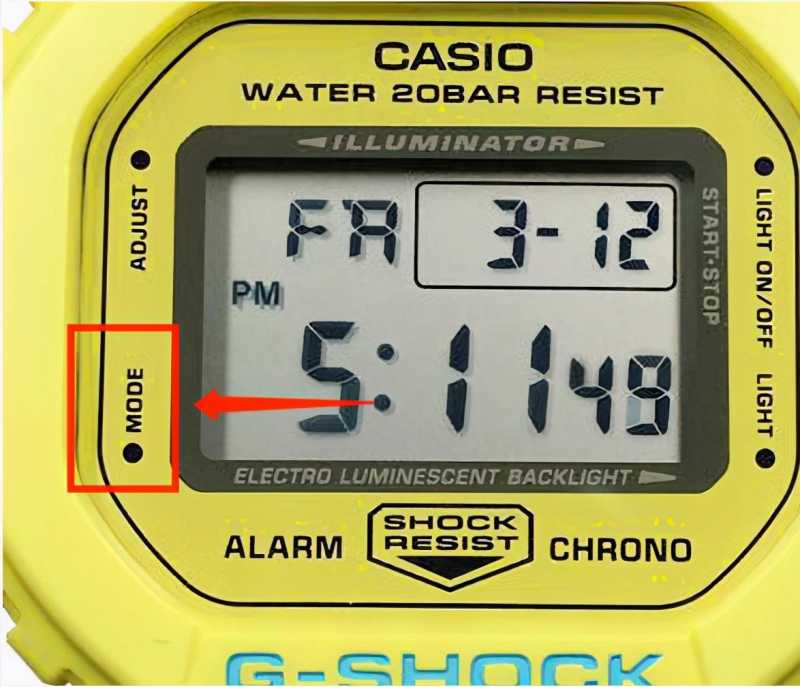 CASIO
WATER 20BAR RESIST
ILLUMINATOR
ADJUST
LIGHT ON/OFF
START·STOP
FR 3-12
PM
5:11 48
MODE
LIGHT
ELECTRO LUMINESCENT BACKLIGHT
ALARM
SHOCK
RESIST
CHRONO
G-SHOCK